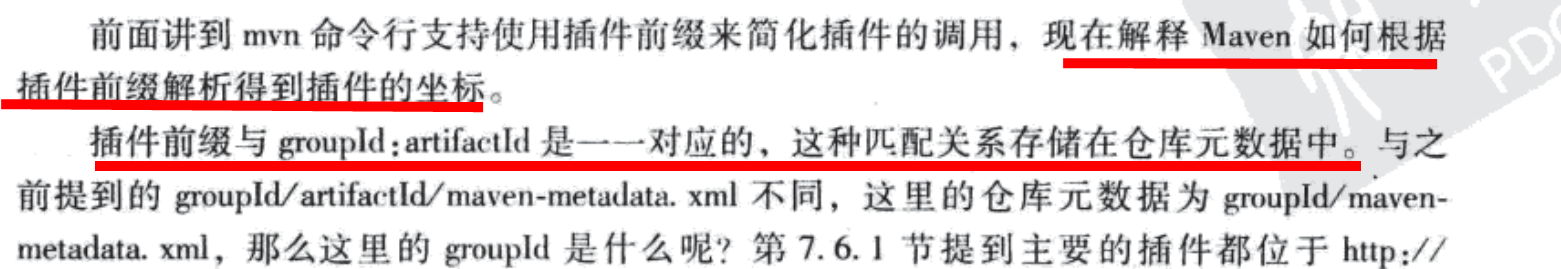 前面讲到 mvn 命令行支持使用插件前缀来简化插件的调用，现在解释 Maven 如何根据
插件前缀解析得到插件的坐标。
插件前缀与 groupId:artifactId 是一一对应的，这种匹配关系存储在仓库元数据中。与之
前提到的 groupId/artifactId/maven-metadata. xml 不同，这里的仓库元数据为 groupId/maven-
metadata. xml，那么这里的 groupId 是什么呢？第 7.6.1 节提到主要的插件都位于 http://
PDC